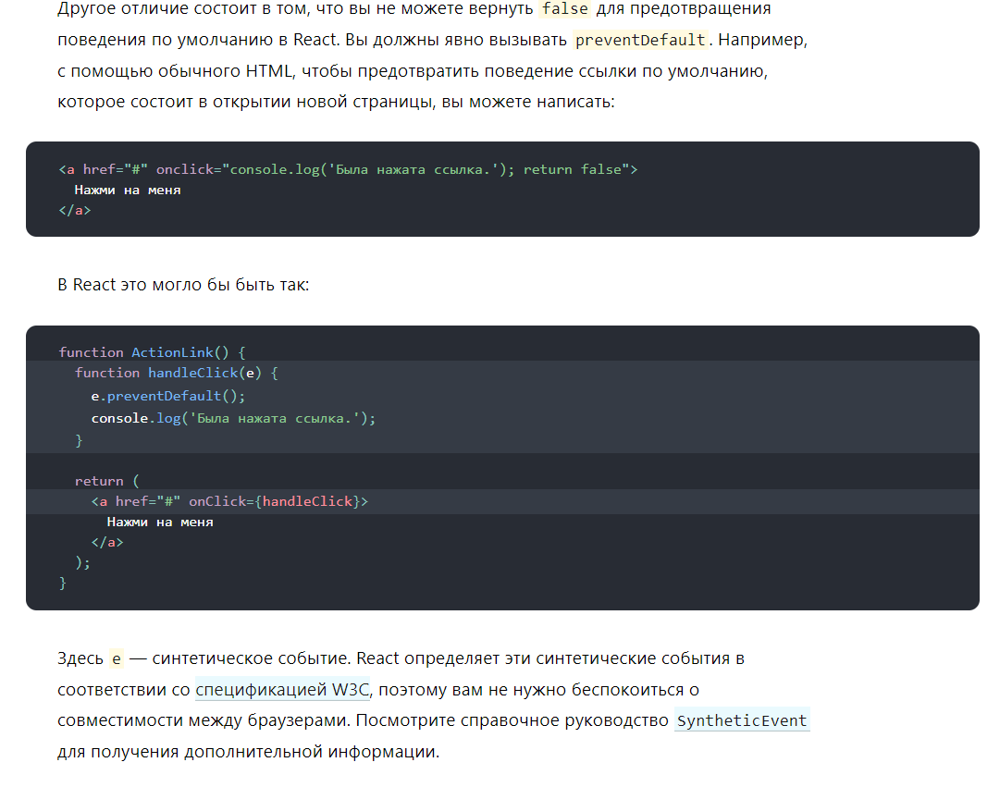 Другое отличие состоит в том, что вы не можете вернуть false для предотвращения
поведения по умолчанию в React. Вы должны явно вызывать preventDefault. Например,
с помощью обычного HTML, чтобы предотвратить поведение ссылки по умолчанию,
которое состоит в открытии новой страницы, вы можете написать:
<a href="#" onclick="console.log('Была нажата ссылка.'); return false">
  Нажми на меня
</a>
В React это могло бы быть так:
function ActionLink() {
  function handleClick(e) {
    e.preventDefault();
    console.log('Была нажата ссылка.');
  }
  return (
    <a href="#" onClick={handleClick}>
      Нажми на меня
    </a>
  );
}
Здесь e — синтетическое событие. React определяет эти синтетические события в
соответствии со спецификацией W3C, поэтому вам не нужно беспокоиться о
совместимости между браузерами. Посмотрите справочное руководство SyntheticEvent
для получения дополнительной информации.